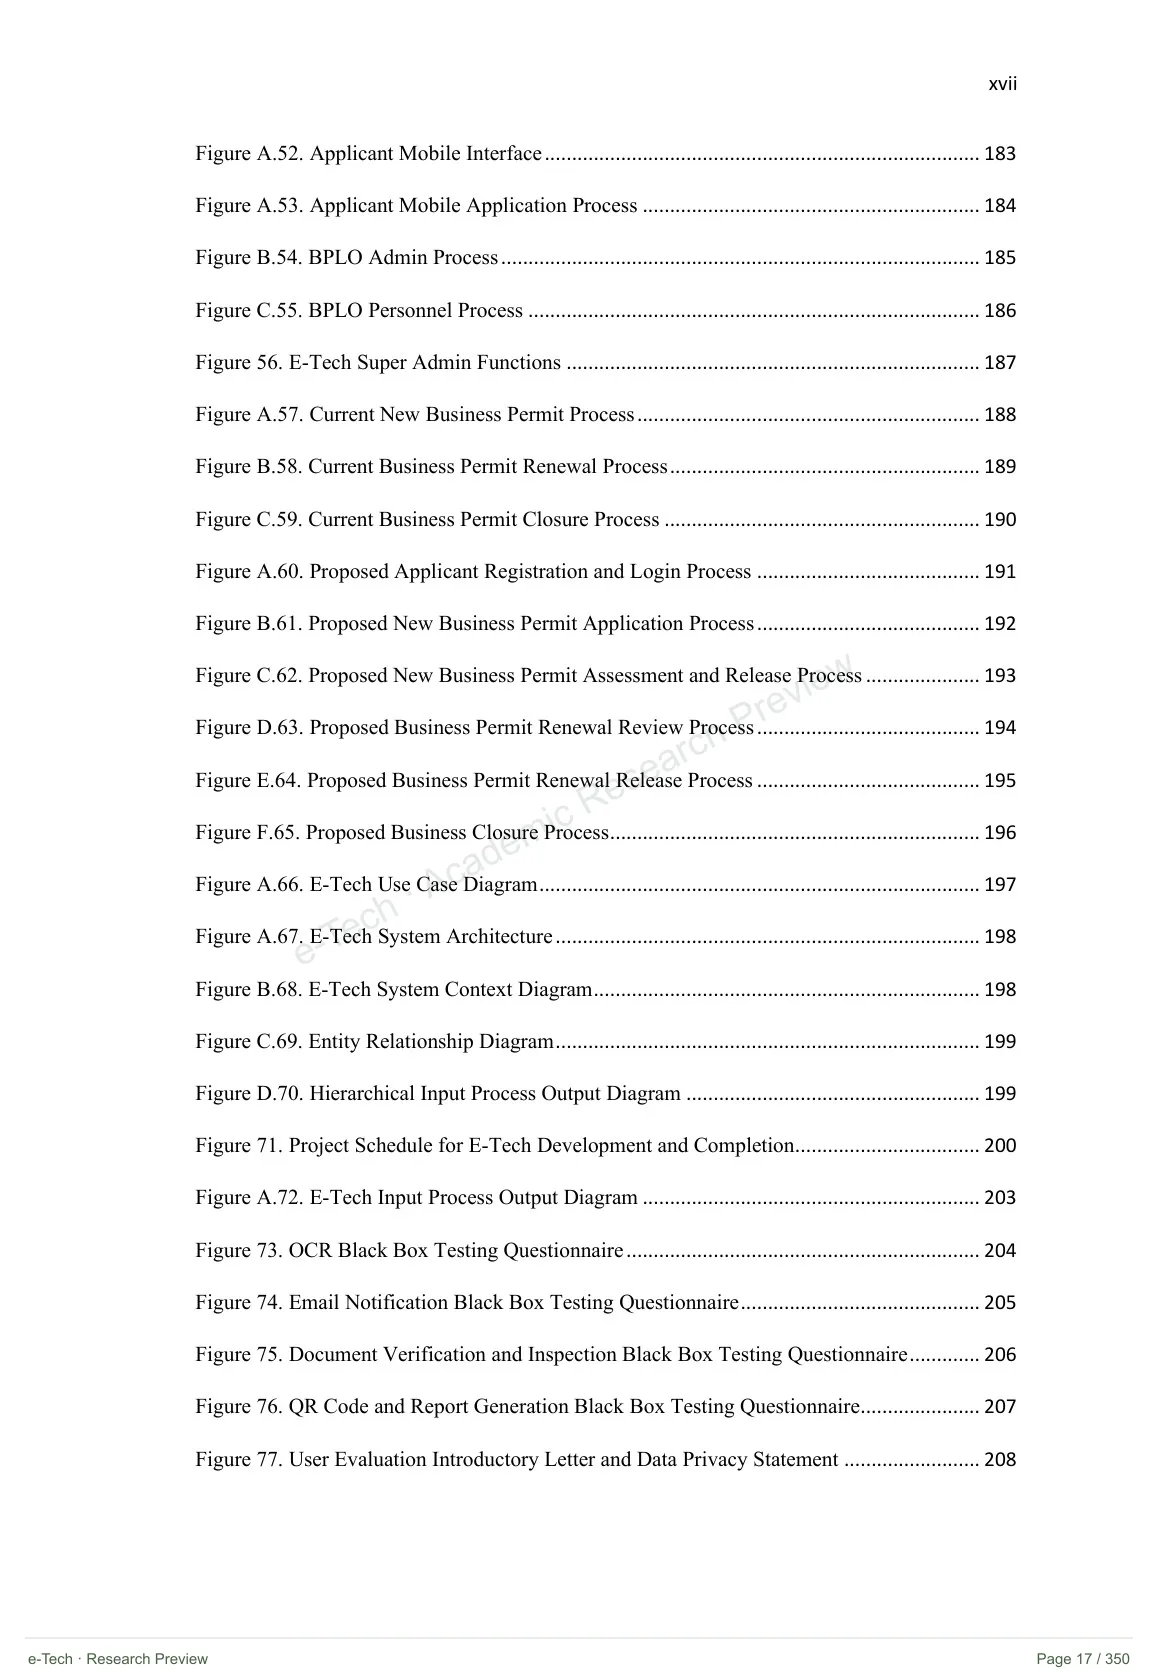 xvii
Figure A.52. Applicant Mobile Interface ................................................................................ 183
Figure A.53. Applicant Mobile Application Process .............................................................. 184
Figure B.54. BPLO Admin Process ........................................................................................ 185
Figure C.55. BPLO Personnel Process ................................................................................... 186
Figure 56. E-Tech Super Admin Functions ............................................................................ 187
Figure A.57. Current New Business Permit Process ............................................................... 188
Figure B.58. Current Business Permit Renewal Process ......................................................... 189
Figure C.59. Current Business Permit Closure Process .......................................................... 190
Figure A.60. Proposed Applicant Registration and Login Process ......................................... 191
Figure B.61. Proposed New Business Permit Application Process ......................................... 192
Figure C.62. Proposed New Business Permit Assessment and Release Process ..................... 193
Figure D.63. Proposed Business Permit Renewal Review Process ......................................... 194
Figure E.64. Proposed Business Permit Renewal Release Process ......................................... 195
Figure F.65. Proposed Business Closure Process.................................................................... 196
Figure A.66. E-Tech Use Case Diagram................................................................................. 197
Figure A.67. E-Tech System Architecture .............................................................................. 198
Figure B.68. E-Tech System Context Diagram....................................................................... 198
Figure C.69. Entity Relationship Diagram.............................................................................. 199
Figure D.70. Hierarchical Input Process Output Diagram ...................................................... 199
Figure 71. Project Schedule for E-Tech Development and Completion.................................. 200
Figure A.72. E-Tech Input Process Output Diagram .............................................................. 203
Figure 73. OCR Black Box Testing Questionnaire ................................................................. 204
Figure 74. Email Notification Black Box Testing Questionnaire............................................ 205
Figure 75. Document Verification and Inspection Black Box Testing Questionnaire............. 206
Figure 76. QR Code and Report Generation Black Box Testing Questionnaire...................... 207
Figure 77. User Evaluation Introductory Letter and Data Privacy Statement ......................... 208
e-Tech · Academic Research Preview
e-Tech · Research Preview
Page 17 / 350